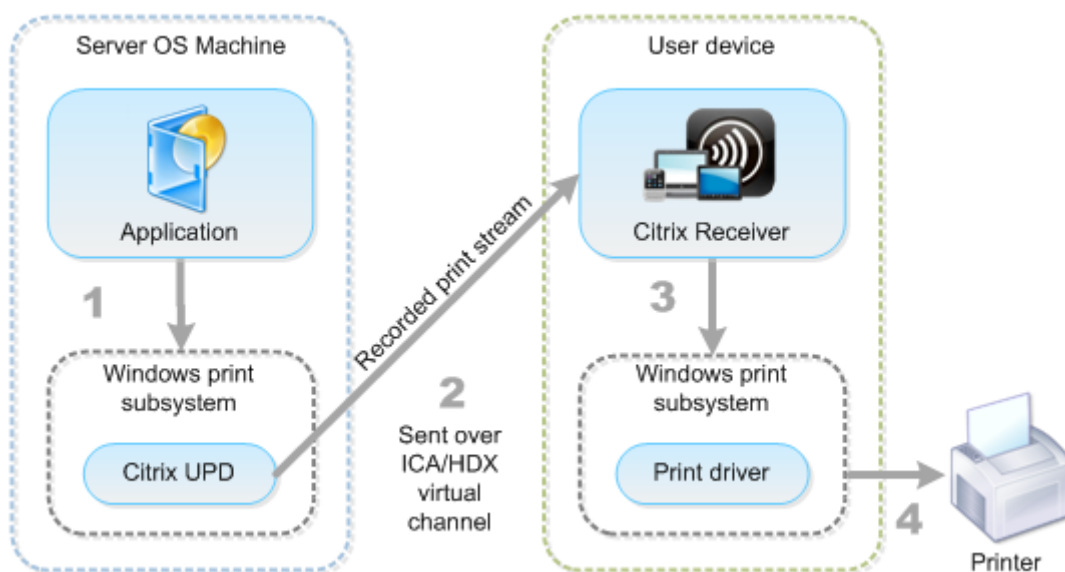 Server OS Machine
User device
Application
Citrix Receiver
1
Recorded print stream
3
Windows print
subsystem
Citrix UPD
2
Sent over
ICA/HDX
virtual
channel
Windows print
subsystem
Print driver
4
Printer